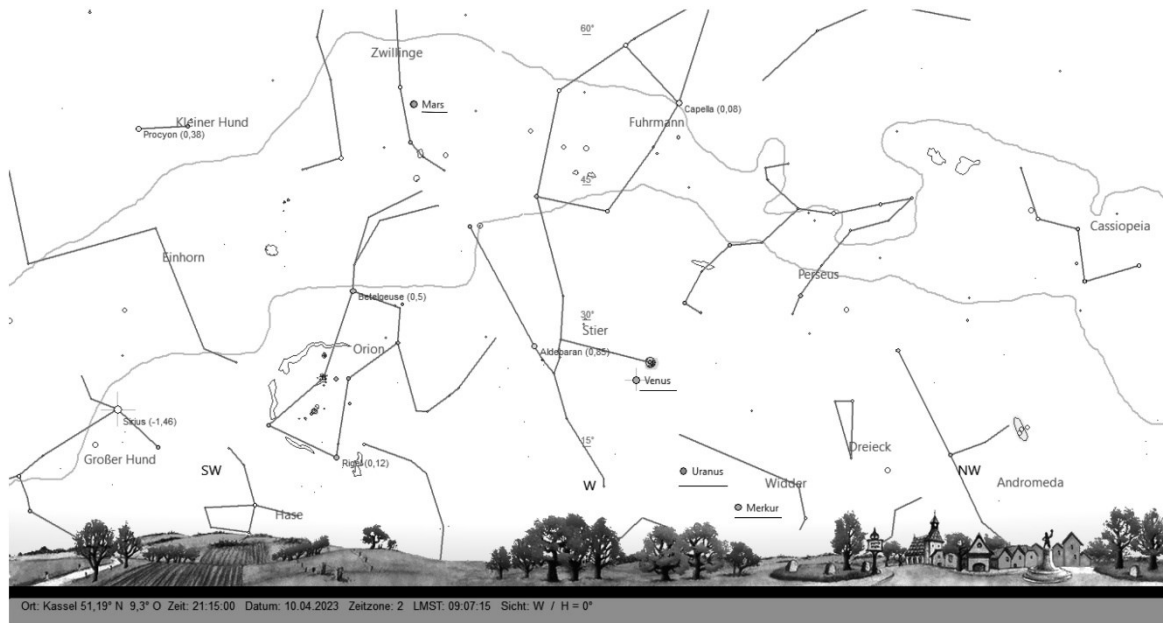 60°
Zwillinge
Mars
Capella (0,08)
Kleiner Hund
Fuhrmann
Procyon (0,38)
45°
Cassiopeia
Einhorn
Perseus
Beteigeuse (0,5)
30°
Stier
Orion
Aldebaran (0,85)
Venus
Sirius (-1,46)
15°
Dreieck
Großer Hund
Rigel (0,12)
SW
W
Uranus
NW
Widder
Andromeda
Merkur
Hase
Ort: Kassel 51,19° N 9,3° O Zeit: 21:15:00 Datum: 10.04.2023 Zeitzone: 2 LMST: 09:07:15 Sicht: W / H = 0°